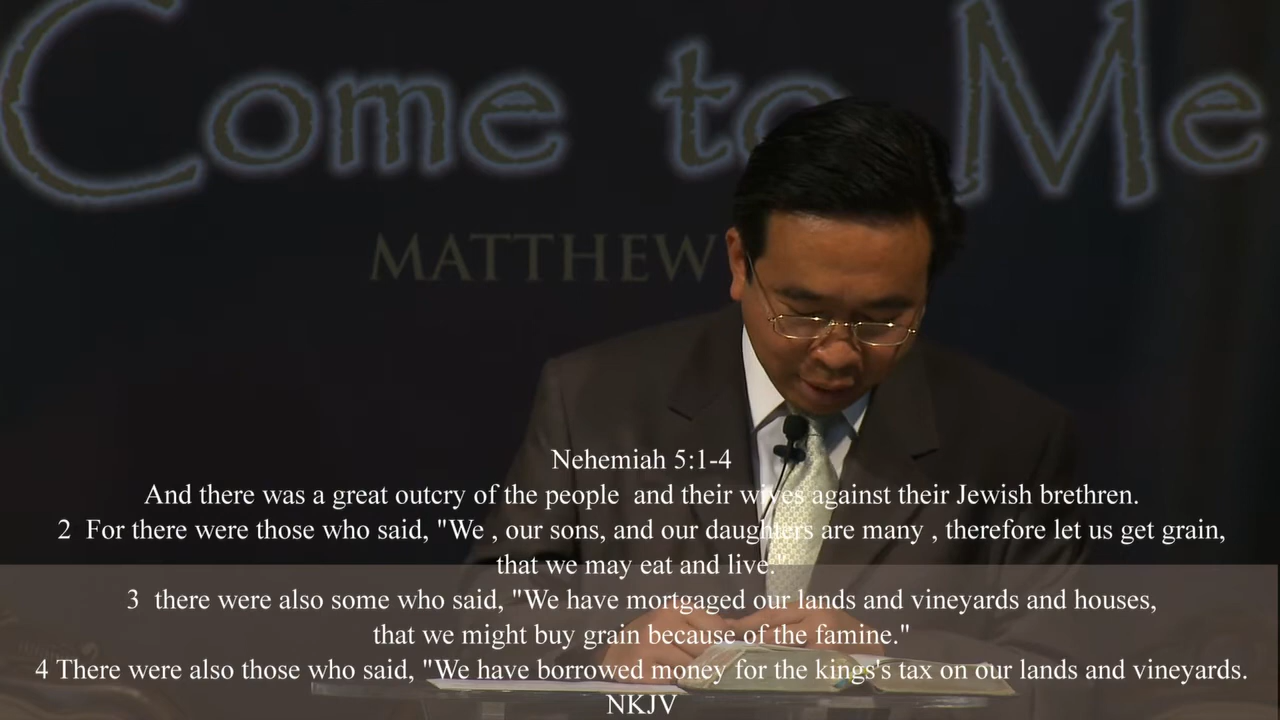 Come to Me
MATTHEW
Nehemiah 5:1-4
And there was a great outcry of the people and their wives against their Jewish brethren.
2 For there were those who said, "We , our sons, and our daughters are many , therefore let us get grain,
that we may eat and live."
3 there were also some who said, "We have mortgaged our lands and vineyards and houses,
that we might buy grain because of the famine."
4 There were also those who said, "We have borrowed money for the kings's tax on our lands and vineyards.
NKJV